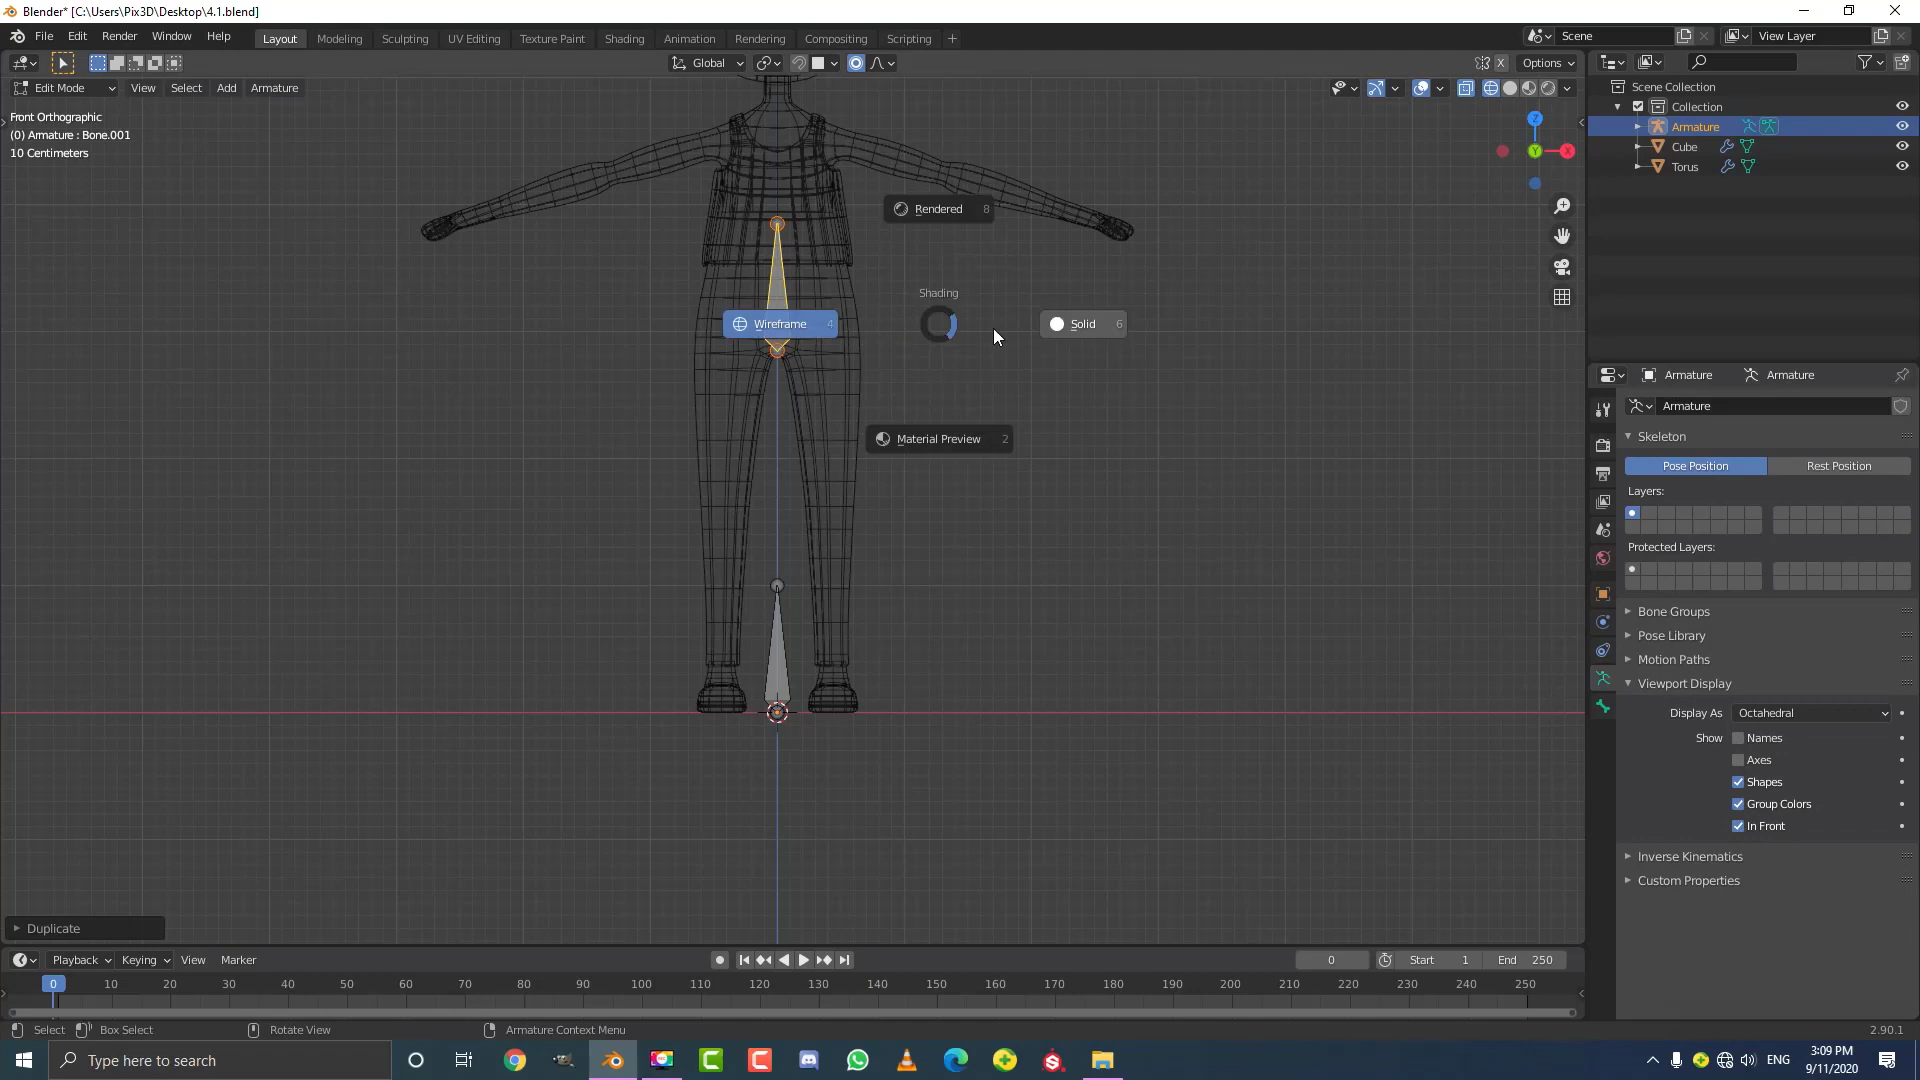 Blender* [C:\Users\Pix3D\Desktop\4.1.blend]
File Edit Render Window Help
Layout Modeling Sculpting UV Editing Texture Paint Shading Animation Rendering Compositing Scripting +
Scene
View Layer
Global
X
Options
Edit Mode View Select Add Armature
Front Orthographic
(0) Armature : Bone.001
10 Centimeters
Scene Collection
Collection
Armature
Cube
Torus
Z
Y
X
Rendered 8
Shading
Wireframe 4
Solid 6
Material Preview 2
Armature Armature
Armature
Skeleton
Pose Position Rest Position
Layers:
Protected Layers:
Bone Groups
Pose Library
Motion Paths
Viewport Display
Display As Octahedral
Show Names
Axes
Shapes
Group Colors
In Front
Inverse Kinematics
Custom Properties
Duplicate
Playback Keying View Marker
0 Start 1 End 250
0 10 20 30 40 50 60 70 80 90 100 110 120 130 140 150 160 170 180 190 200 210 220 230 240 250
Select Box Select Rotate View Armature Context Menu 2.90.1
Type here to search
ENG
3:09 PM
9/11/2020